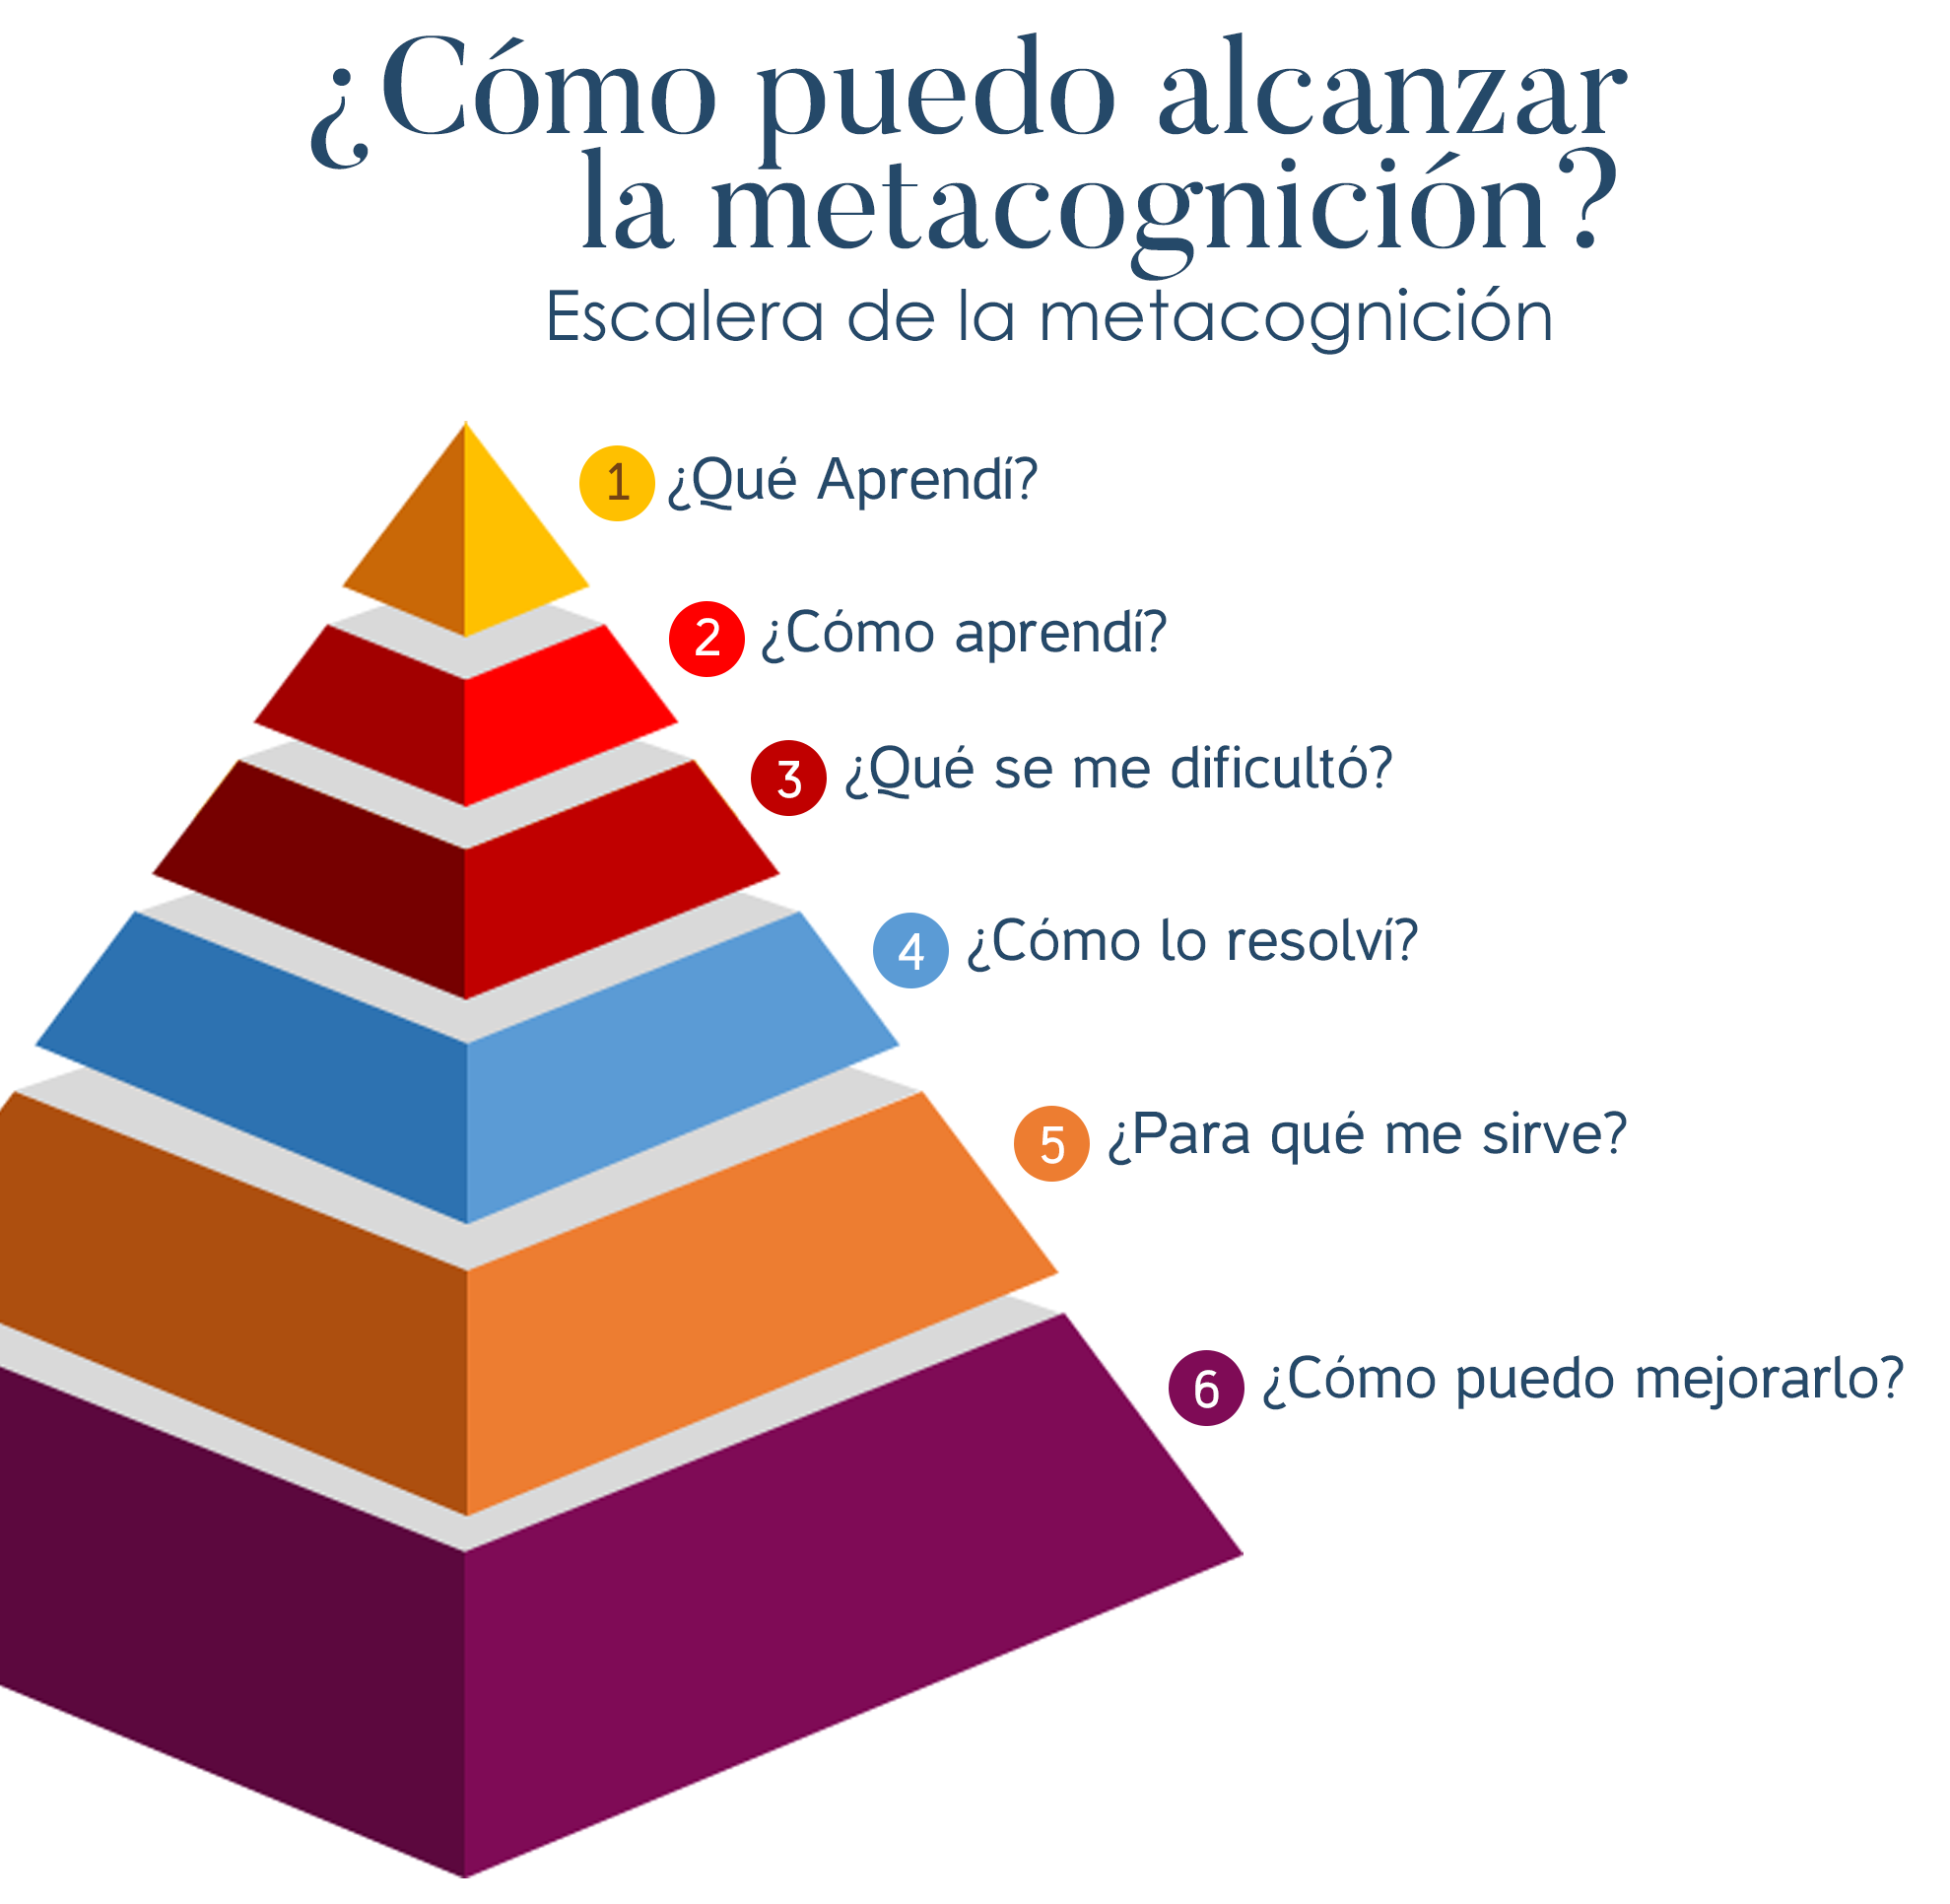 ¿Cómo puedo alcanzar
la metacognición?
Escalera de la metacognición
1 ¿Qué Aprendí?
2 ¿Cómo aprendí?
3 ¿Qué se me dificultó?
4 ¿Cómo lo resolví?
5 ¿Para qué me sirve?
6 ¿Cómo puedo mejorarlo?